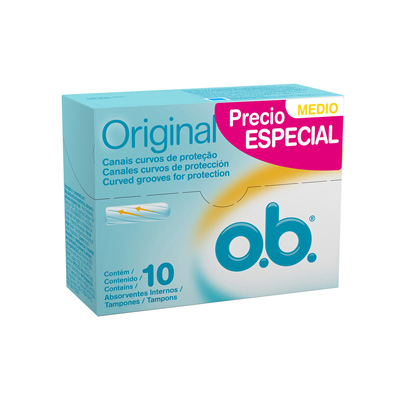 MEDIO
Precio
ESPECIAL
Original
Canais curvos de proteção
Canales curvos de protección
Curved grooves for protection
o.b.®
Contém /
Contenido /
Contains /
10
Absorventes Internos /
Tampones / Tampons